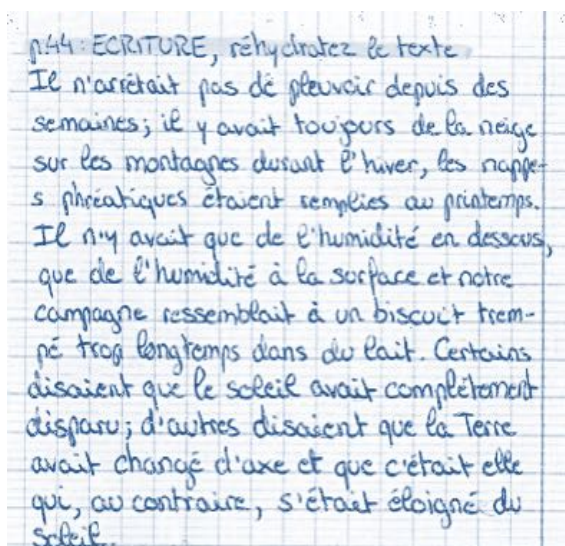 p.44 : ECRITURE, réhydratez le texte
Il n'arrêtait pas de pleuvoir depuis des
semaines; il y avait toujours de la neige
sur les montagnes durant l'hiver, les nappe-
s phréatiques étaient remplies au printemps.
Il n'y avait que de l'humidité en dessous,
que de l'humidité à la surface et notre
campagne ressemblait à un biscuit trem-
pé trop longtemps dans du lait. Certains
disaient que le soleil avait complétement
disparu; d'autres disaient que la Terre
avait changé d'axe et que c'était elle
qui, au contraire, s'était éloigné du
soleil.